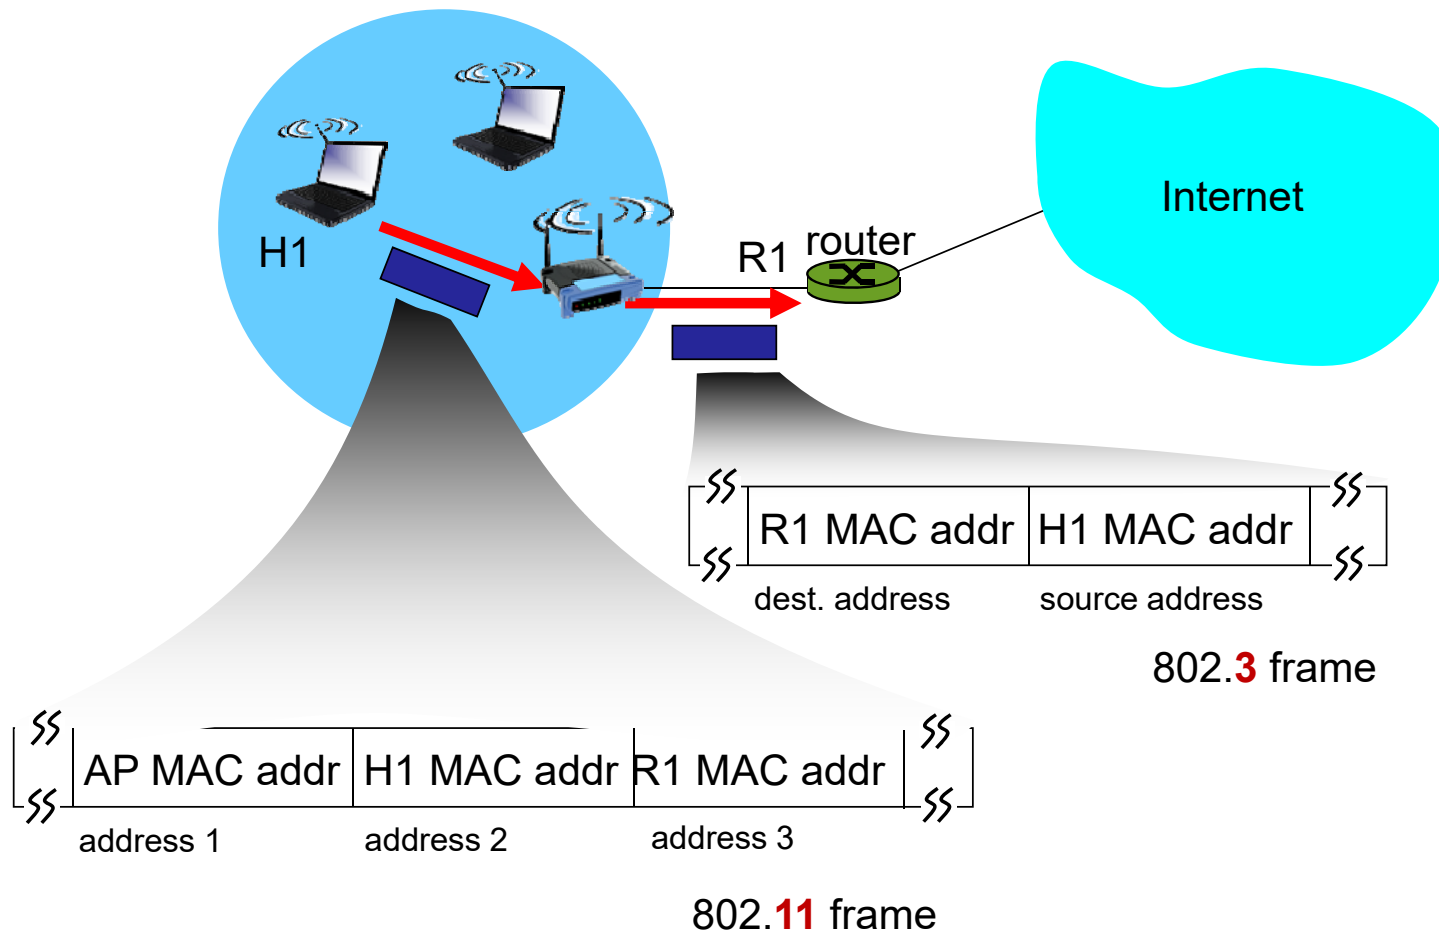 Internet
router
R1
H1
R1 MAC addr
H1 MAC addr
dest. address
source address
802.3 frame
AP MAC addr
H1 MAC addr
R1 MAC addr
address 1
address 2
address 3
802.11 frame